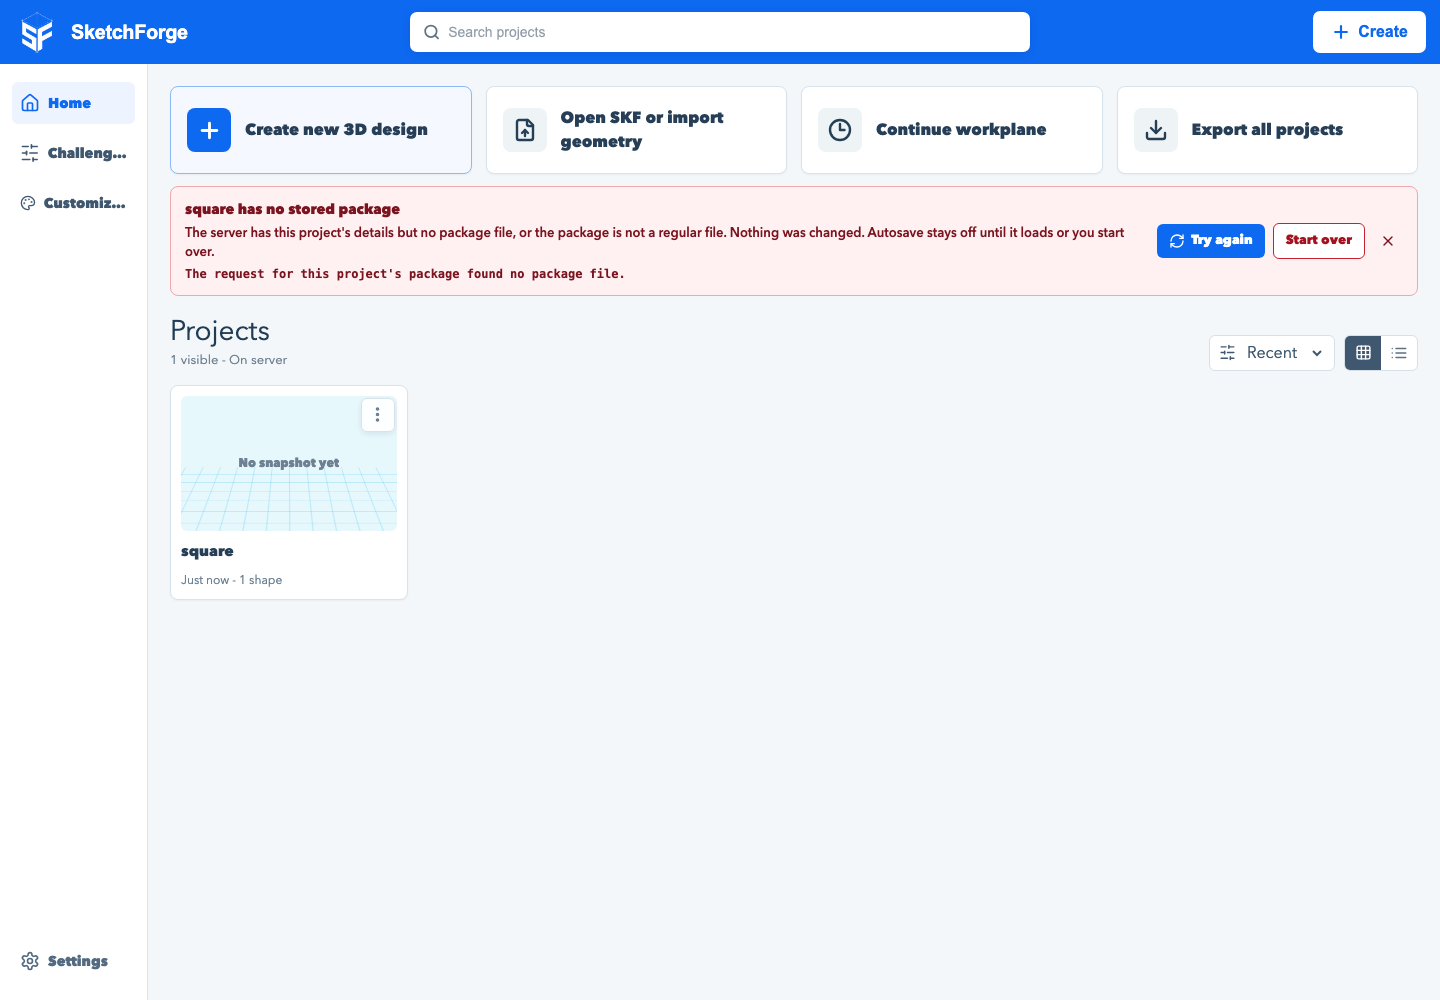 SketchForge
Search projects
Create
Home
Challeng...
Customiz...
Settings
Create new 3D design
Open SKF or import
geometry
Continue workplane
Export all projects
square has no stored package
The server has this project's details but no package file, or the package is not a regular file. Nothing was changed. Autosave stays off until it loads or you start
over.
The request for this project's package found no package file.
Try again
Start over
Projects
1 visible - On server
Recent
No snapshot yet
square
Just now - 1 shape